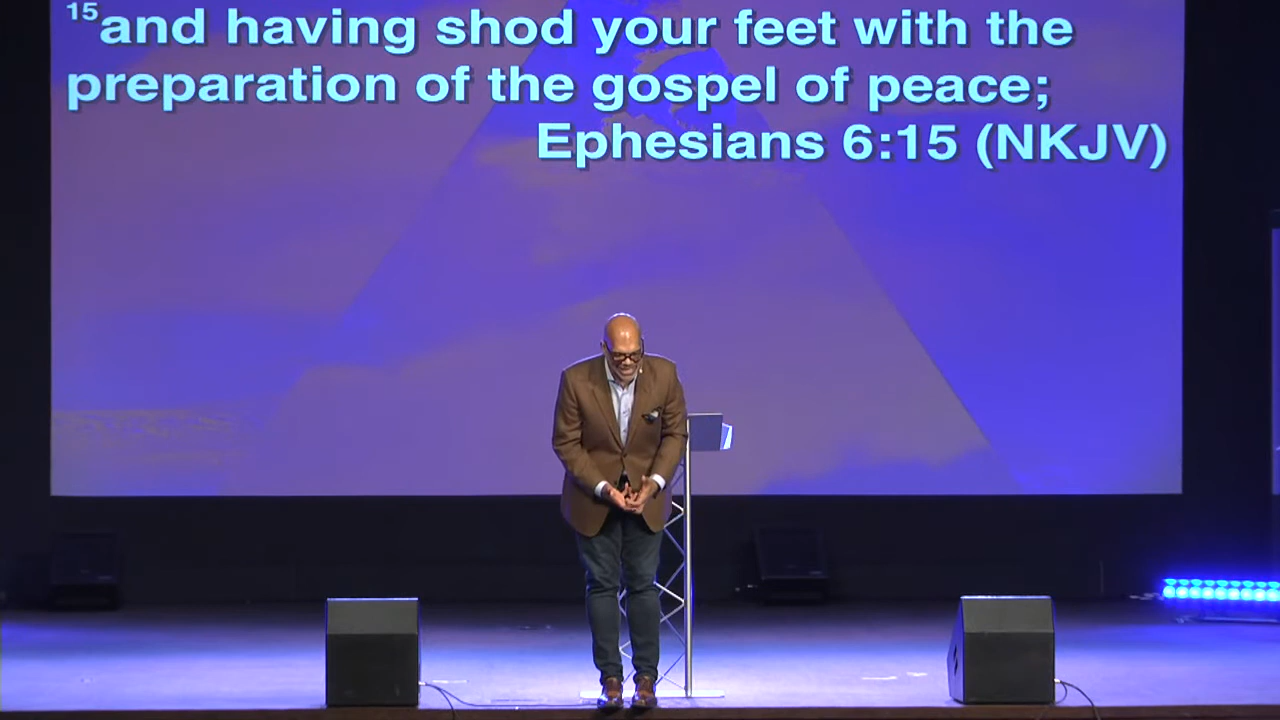 15and having shod your feet with the
preparation of the gospel of peace;
Ephesians 6:15 (NKJV)